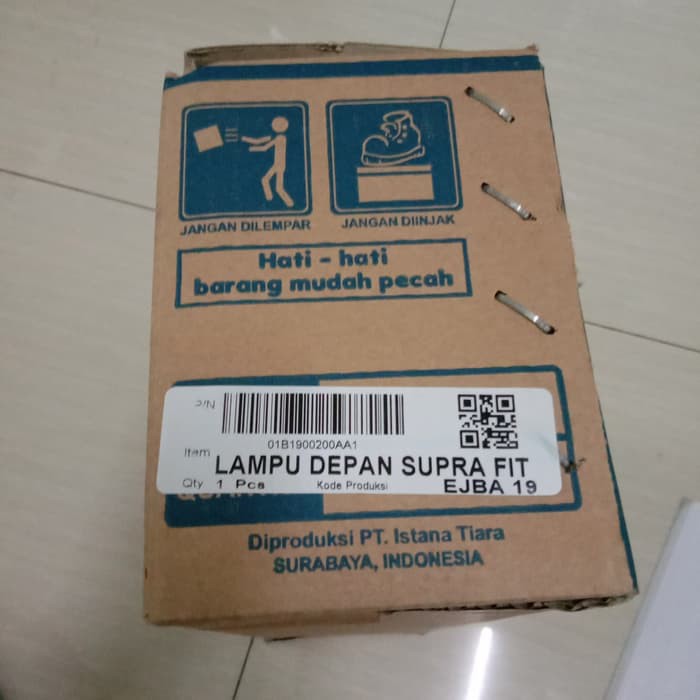 JANGAN DILEMPAR
JANGAN DIINJAK
Hati - hati
barang mudah pecah
P/N
01B1900200AA1
Item
LAMPU DEPAN SUPRA FIT
Qty 1 Pcs Kode Produksi EJBA 19
Diproduksi PT. Istana Tiara
SURABAYA, INDONESIA